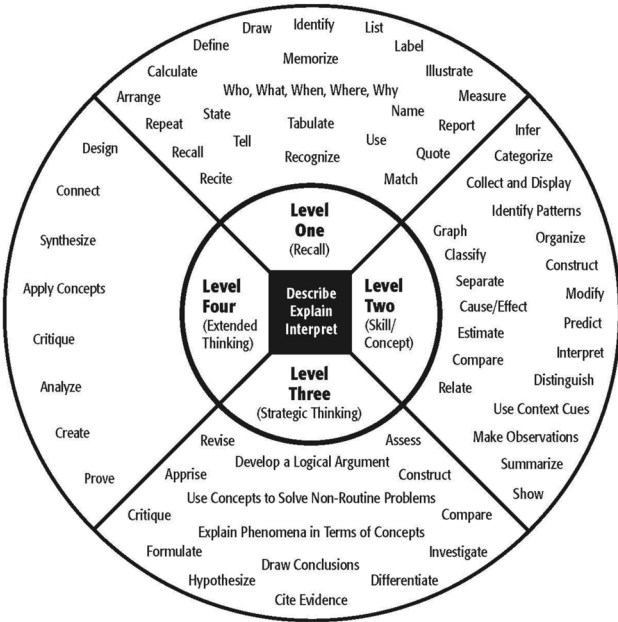 Draw
Identify
List
Define
Label
Memorize
Calculate
Illustrate
Arrange
Who, What, When, Where, Why
Measure
State
Name
Repeat
Tabulate
Report
Tell
Use
Recall
Recognize
Quote
Recite
Match
Level
One
(Recall)
Infer
Categorize
Collect and Display
Identify Patterns
Graph
Organize
Classify
Construct
Separate
Modify
Cause/Effect
Predict
Estimate
Interpret
Compare
Distinguish
Relate
Use Context Cues
Make Observations
Summarize
Show
Level
Two
(Skill/
Concept)
Describe
Explain
Interpret
Level
Three
(Strategic Thinking)
Revise
Assess
Develop a Logical Argument
Apprise
Construct
Use Concepts to Solve Non-Routine Problems
Critique
Compare
Explain Phenomena in Terms of Concepts
Formulate
Investigate
Draw Conclusions
Hypothesize
Differentiate
Cite Evidence
Level
Four
(Extended
Thinking)
Design
Connect
Synthesize
Apply Concepts
Critique
Analyze
Create
Prove